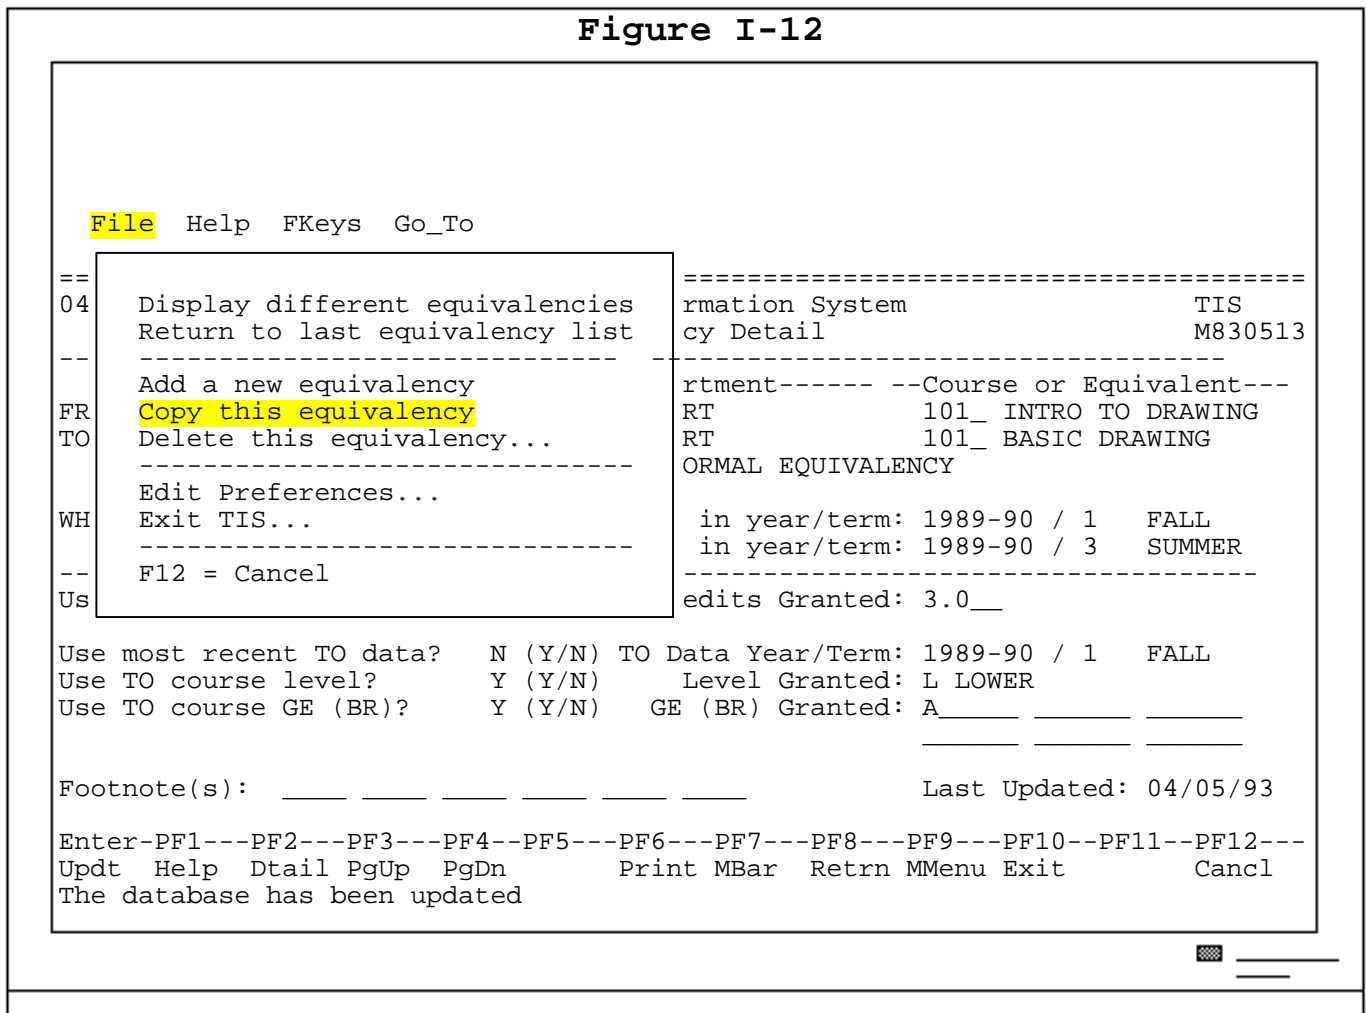 Figure I-12
File  Help  FKeys  Go_To
== =======================================
04 Display different equivalencies rmation System TIS
Return to last equivalency list cy Detail M830513
-- ------------------------------ ------------------------------------
Add a new equivalency rtment------ --Course or Equivalent---
FR Copy this equivalency RT 101_ INTRO TO DRAWING
TO Delete this equivalency... RT 101_ BASIC DRAWING
------------------------------- ORMAL EQUIVALENCY
Edit Preferences...
WH Exit TIS... in year/term: 1989-90 / 1 FALL
------------------------------- in year/term: 1989-90 / 3 SUMMER
-- F12 = Cancel ------------------------------------
Us edits Granted: 3.0__
Use most recent TO data? N (Y/N) TO Data Year/Term: 1989-90 / 1 FALL
Use TO course level? Y (Y/N) Level Granted: L LOWER
Use TO course GE (BR)? Y (Y/N) GE (BR) Granted: A_____ ______ ______
______ ______ ______
Footnote(s): ____ ____ ____ ____ ____ ____ Last Updated: 04/05/93
Enter-PF1---PF2---PF3---PF4--PF5---PF6---PF7---PF8---PF9---PF10--PF11--PF12---
Updt Help Dtail PgUp PgDn Print MBar Retrn MMenu Exit Cancl
The database has been updated